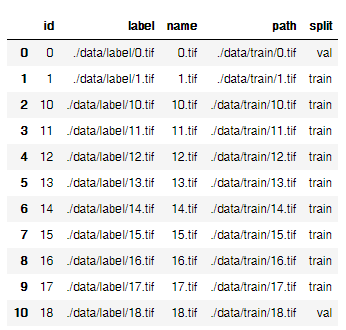 id label name path split
0 0 ./data/label/0.tif 0.tif ./data/train/0.tif val
1 1 ./data/label/1.tif 1.tif ./data/train/1.tif train
2 10 ./data/label/10.tif 10.tif ./data/train/10.tif train
3 11 ./data/label/11.tif 11.tif ./data/train/11.tif train
4 12 ./data/label/12.tif 12.tif ./data/train/12.tif train
5 13 ./data/label/13.tif 13.tif ./data/train/13.tif train
6 14 ./data/label/14.tif 14.tif ./data/train/14.tif train
7 15 ./data/label/15.tif 15.tif ./data/train/15.tif train
8 16 ./data/label/16.tif 16.tif ./data/train/16.tif train
9 17 ./data/label/17.tif 17.tif ./data/train/17.tif train
10 18 ./data/label/18.tif 18.tif ./data/train/18.tif val